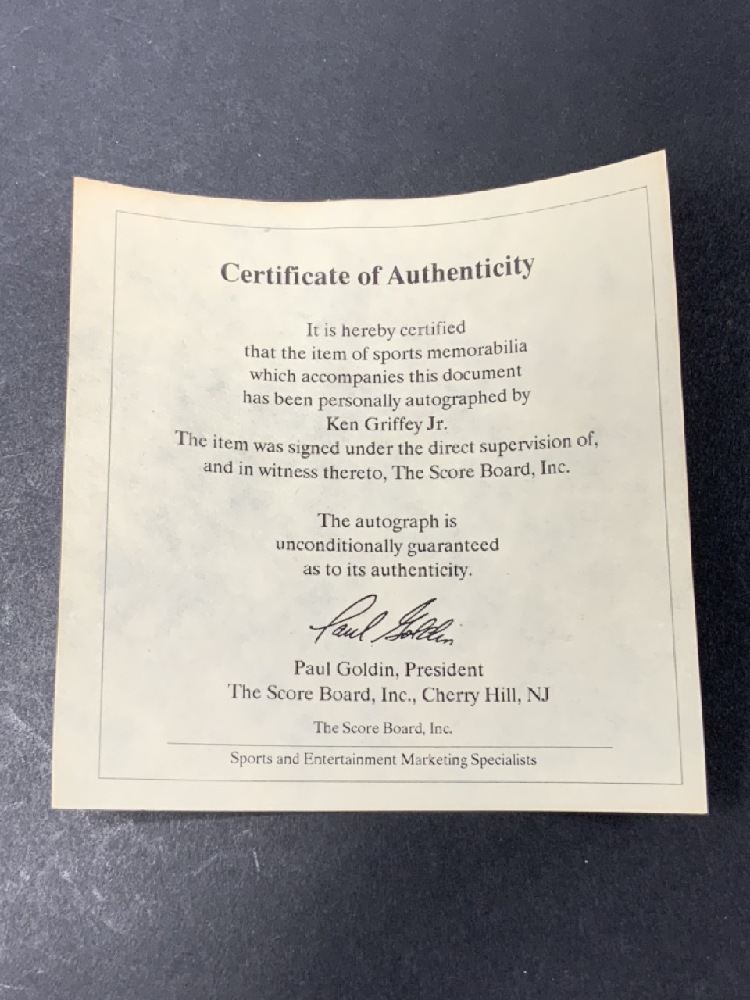 Certificate of Authenticity
It is hereby certified
that the item of sports memorabilia
which accompanies this document
has been personally autographed by
Ken Griffey Jr.
The item was signed under the direct supervision of,
and in witness thereto, The Score Board, Inc.
The autograph is
unconditionally guaranteed
as to its authenticity.
Paul Goldin
Paul Goldin, President
The Score Board, Inc., Cherry Hill, NJ
The Score Board, Inc.
Sports and Entertainment Marketing Specialists